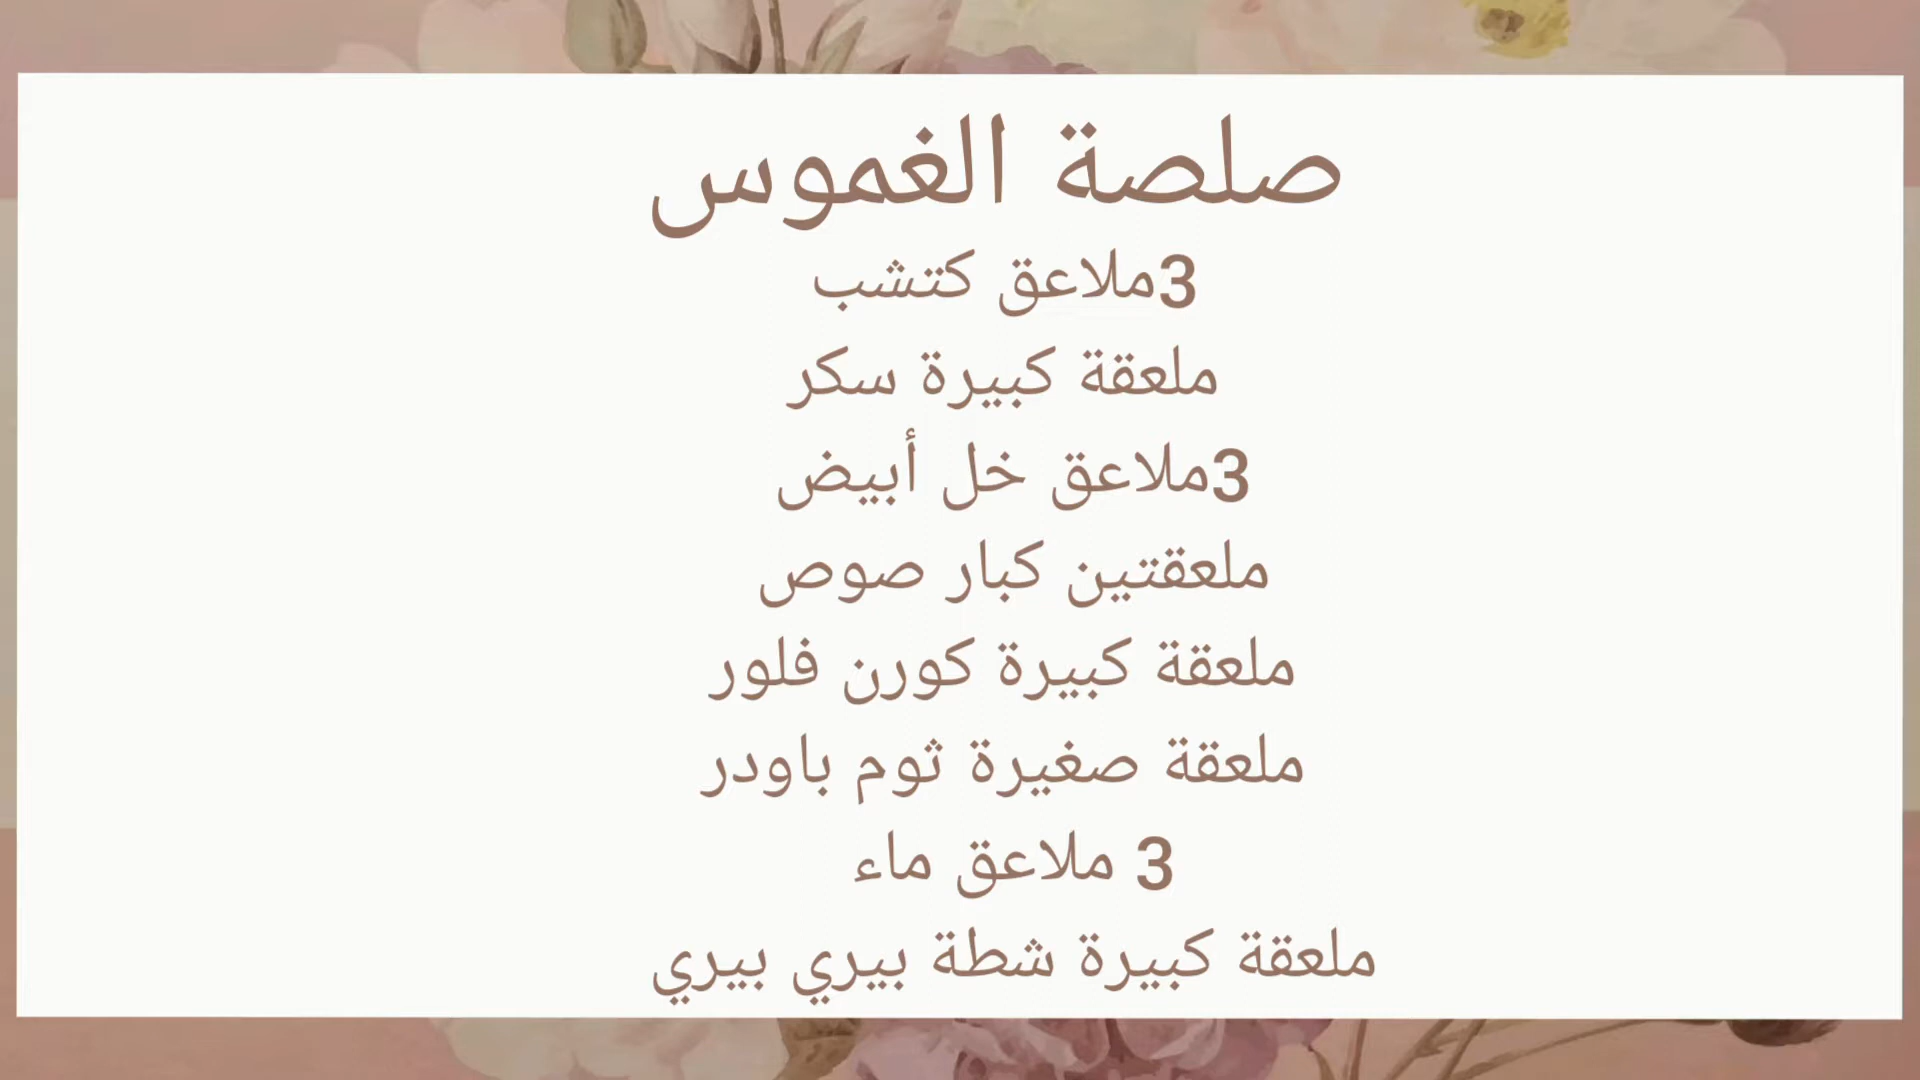 صلصة الغموس
3ملاعق كتشب
ملعقة كبيرة سكر
3ملاعق خل أبيض
ملعقتين كبار صوص
ملعقة كبيرة كورن فلور
ملعقة صغيرة ثوم باودر
3 ملاعق ماء
ملعقة كبيرة شطة بيري بيري